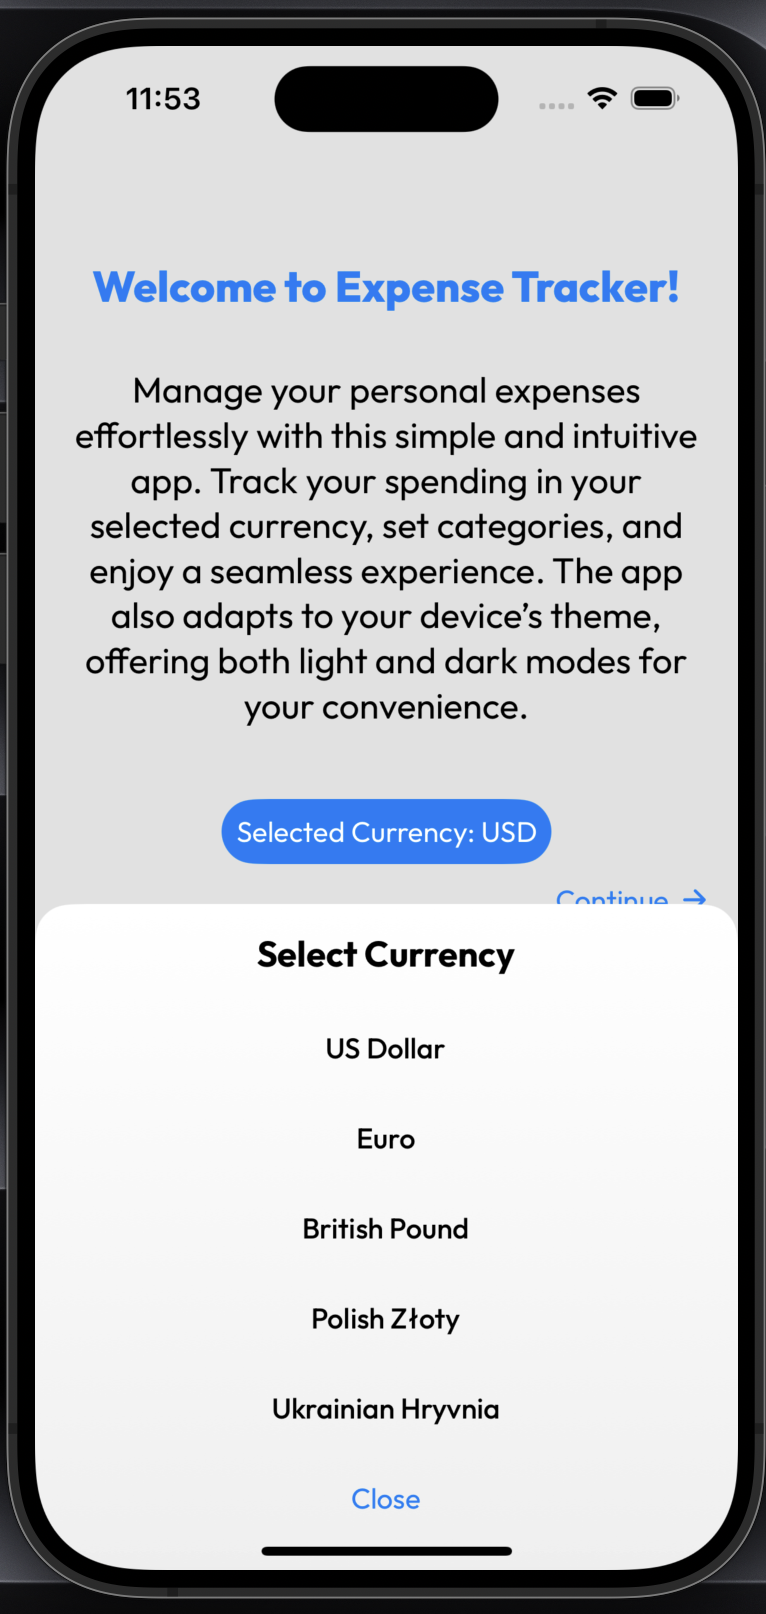 11:53
Welcome to Expense Tracker!
Manage your personal expenses
effortlessly with this simple and intuitive
app. Track your spending in your
selected currency, set categories, and
enjoy a seamless experience. The app
also adapts to your device’s theme,
offering both light and dark modes for
your convenience.
Selected Currency: USD
Continue →
Select Currency
US Dollar
Euro
British Pound
Polish Złoty
Ukrainian Hryvnia
Close